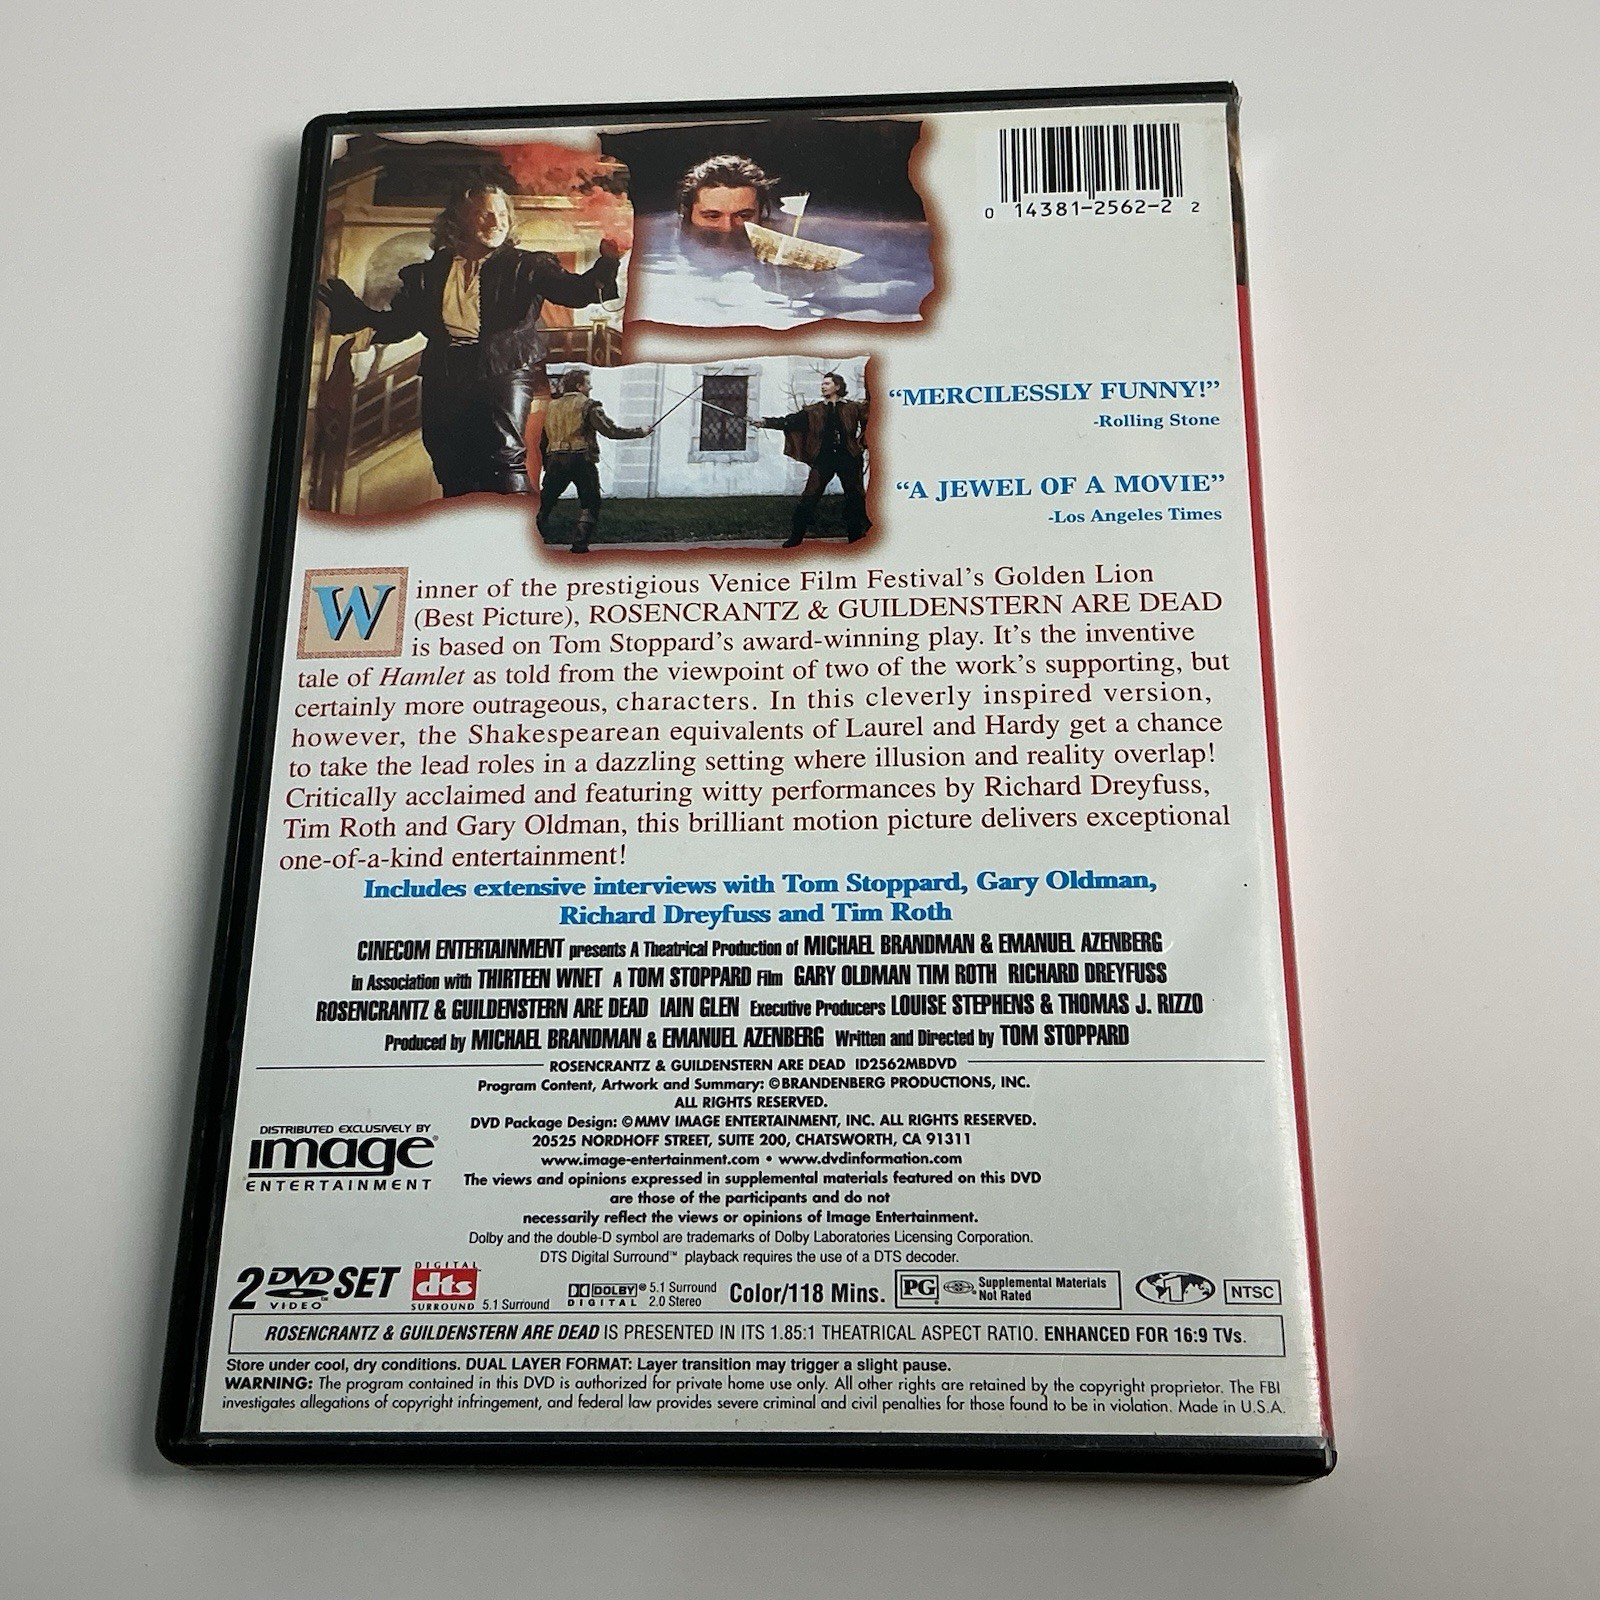 0 14381-2562-2 2
“MERCILESSLY FUNNY!”
-Rolling Stone
“A JEWEL OF A MOVIE”
-Los Angeles Times
Winner of the prestigious Venice Film Festival’s Golden Lion
(Best Picture), ROSENCRANTZ & GUILDENSTERN ARE DEAD
is based on Tom Stoppard’s award-winning play. It’s the inventive
tale of Hamlet as told from the viewpoint of two of the work’s supporting, but
certainly more outrageous, characters. In this cleverly inspired version,
however, the Shakespearean equivalents of Laurel and Hardy get a chance
to take the lead roles in a dazzling setting where illusion and reality overlap!
Critically acclaimed and featuring witty performances by Richard Dreyfuss,
Tim Roth and Gary Oldman, this brilliant motion picture delivers exceptional
one-of-a-kind entertainment!
Includes extensive interviews with Tom Stoppard, Gary Oldman,
Richard Dreyfuss and Tim Roth
CINECOM ENTERTAINMENT presents A Theatrical Production of MICHAEL BRANDMAN & EMANUEL AZENBERG
in Association with THIRTEEN WNET A TOM STOPPARD Film GARY OLDMAN TIM ROTH RICHARD DREYFUSS
ROSENCRANTZ & GUILDENSTERN ARE DEAD IAIN GLEN Executive Producers LOUISE STEPHENS & THOMAS J. RIZZO
Produced by MICHAEL BRANDMAN & EMANUEL AZENBERG Written and Directed by TOM STOPPARD
ROSENCRANTZ & GUILDENSTERN ARE DEAD ID2562MBDVD
Program Content, Artwork and Summary: ©BRANDENBERG PRODUCTIONS, INC.
ALL RIGHTS RESERVED.
DVD Package Design: ©MMV IMAGE ENTERTAINMENT, INC. ALL RIGHTS RESERVED.
20525 NORDHOFF STREET, SUITE 200, CHATSWORTH, CA 91311
www.image-entertainment.com • www.dvdinformation.com
The views and opinions expressed in supplemental materials featured on this DVD
are those of the participants and do not
necessarily reflect the views or opinions of Image Entertainment.
Dolby and the double-D symbol are trademarks of Dolby Laboratories Licensing Corporation.
DTS Digital Surround™ playback requires the use of a DTS decoder.
DISTRIBUTED EXCLUSIVELY BY
image®
ENTERTAINMENT
2 DVD VIDEO™ SET
DIGITAL
dts
SURROUND 5.1 Surround
DOLBY® DIGITAL
5.1 Surround
2.0 Stereo
Color/118 Mins.
PG®
Supplemental Materials
Not Rated
1
NTSC
ROSENCRANTZ & GUILDENSTERN ARE DEAD IS PRESENTED IN ITS 1.85:1 THEATRICAL ASPECT RATIO. ENHANCED FOR 16:9 TVs.
Store under cool, dry conditions. DUAL LAYER FORMAT: Layer transition may trigger a slight pause.
WARNING: The program contained in this DVD is authorized for private home use only. All other rights are retained by the copyright proprietor. The FBI
investigates allegations of copyright infringement, and federal law provides severe criminal and civil penalties for those found to be in violation. Made in U.S.A.